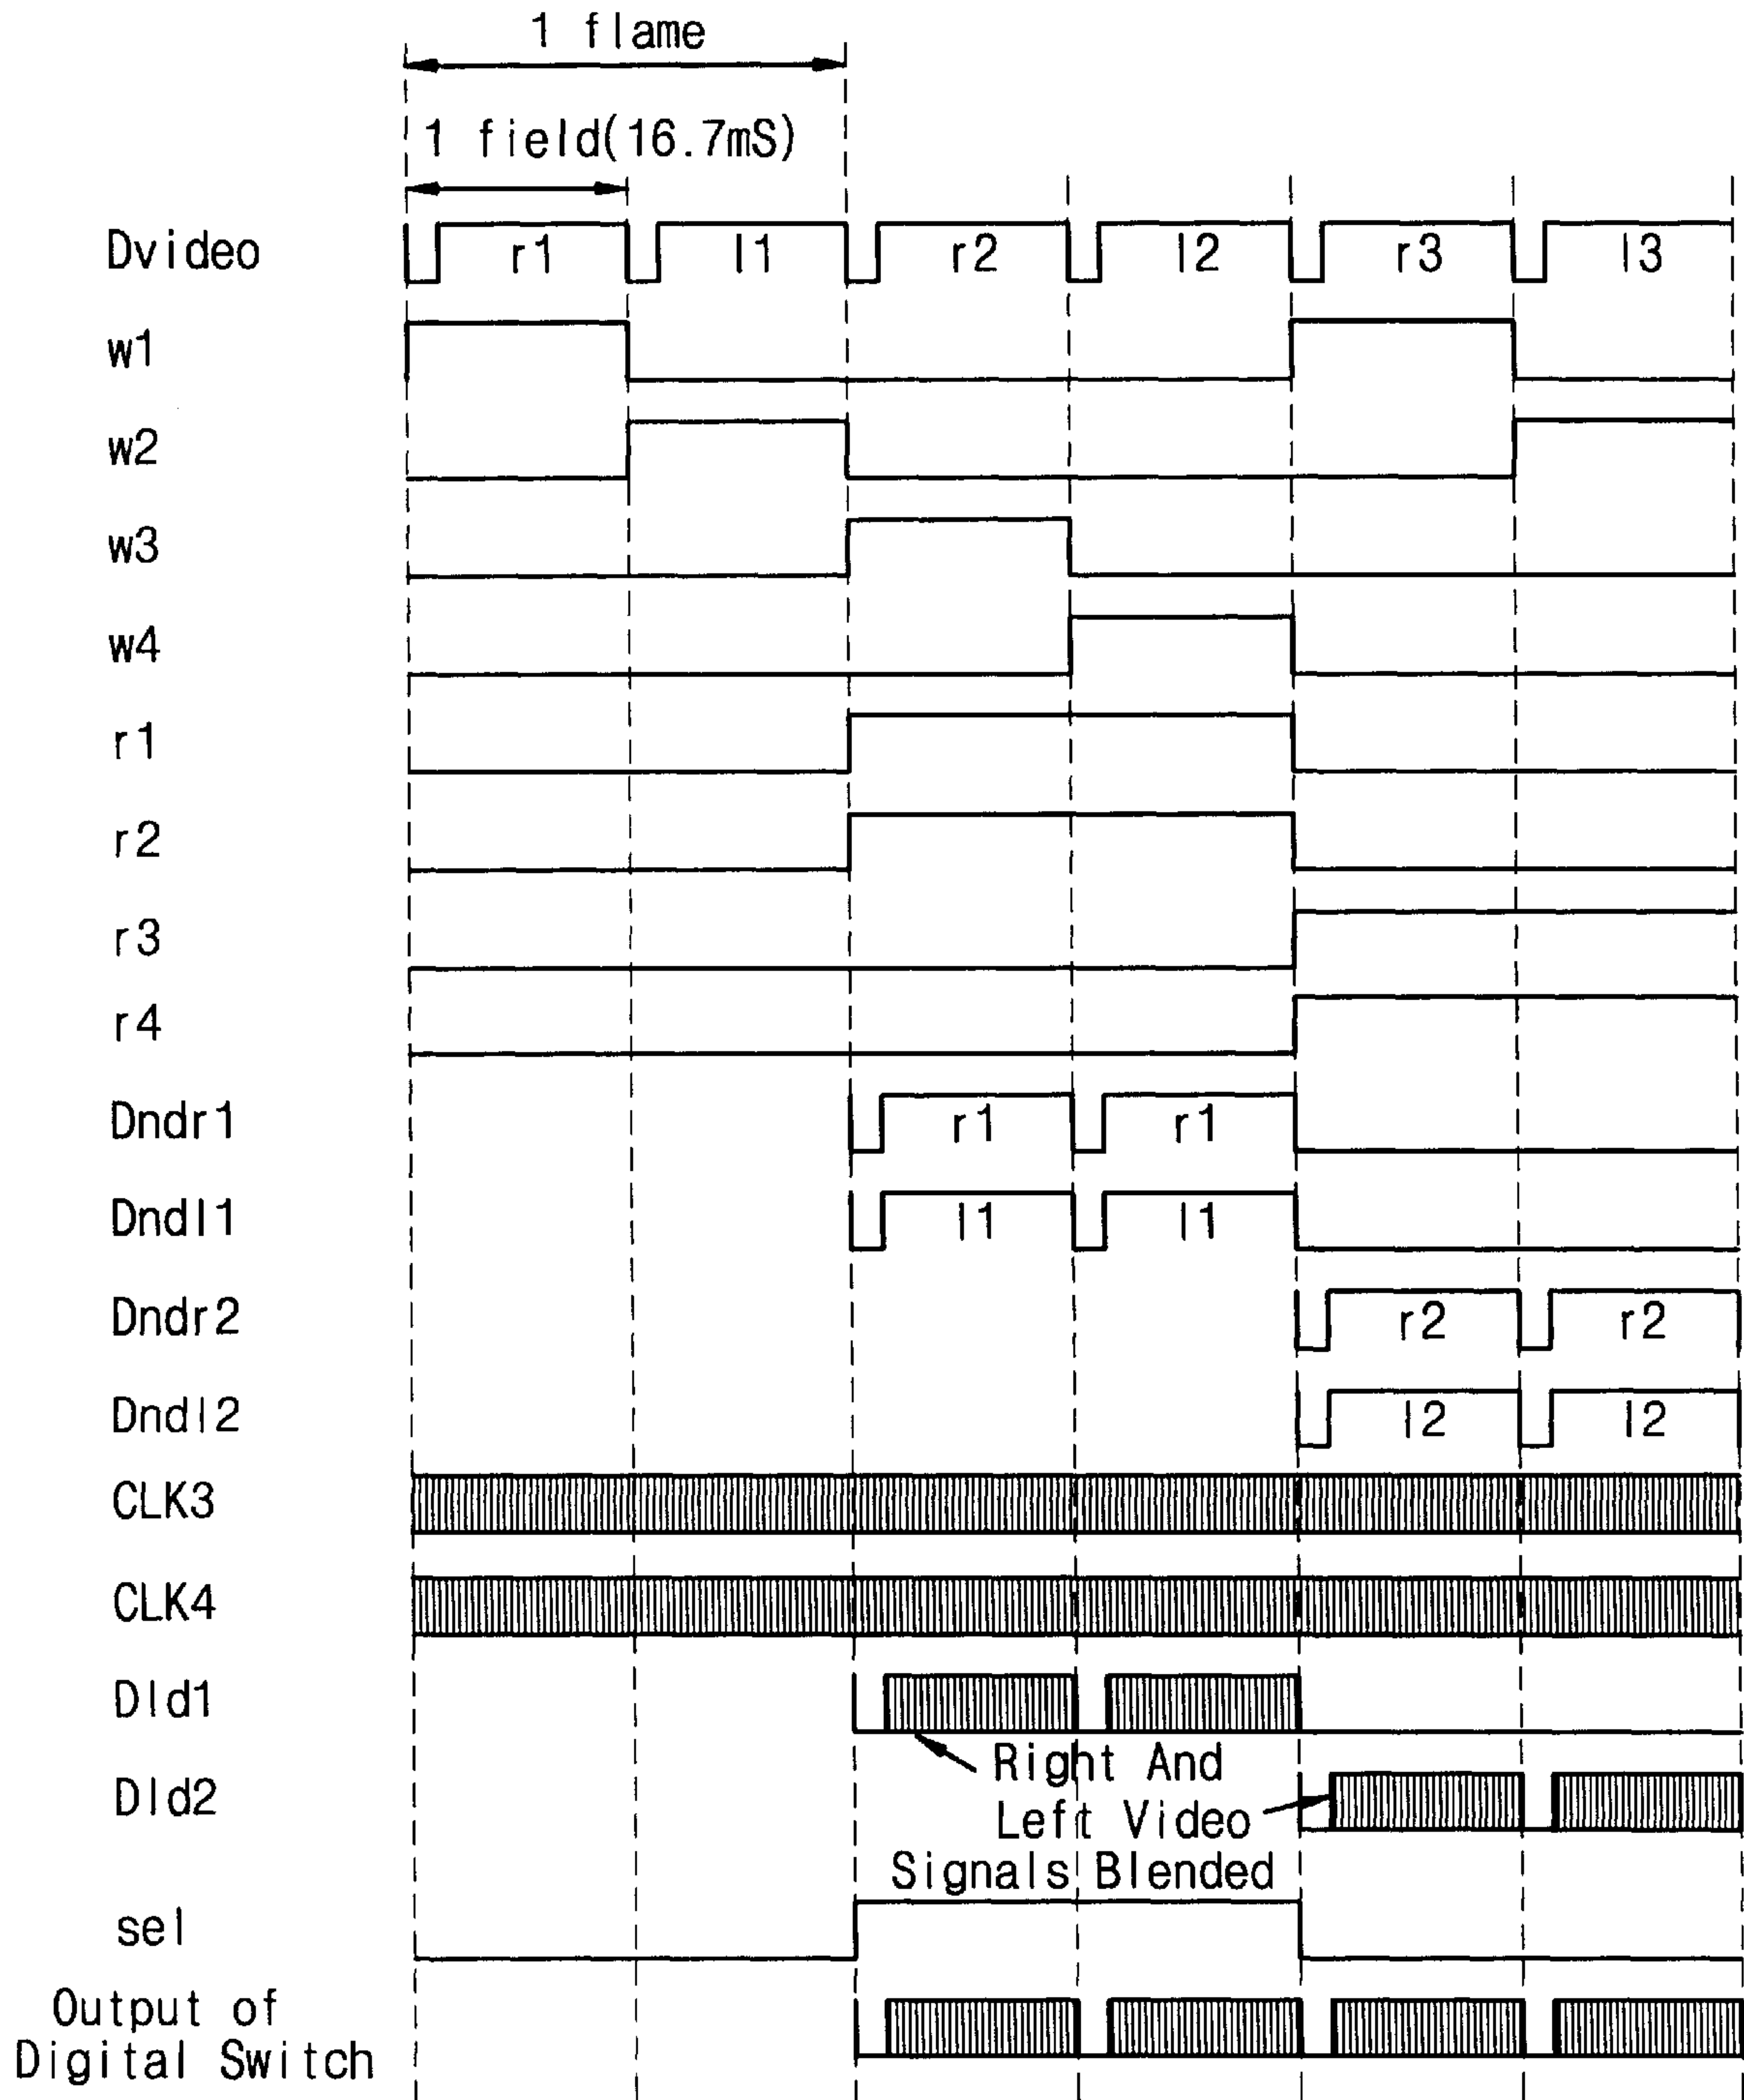 1 flame
1 field(16.7mS)
Dvideo r1 l1 r2 l2 r3 l3
w1
w2
w3
w4
r1
r2
r3
r4
Dndr1 r1 r1
Dndl1 l1 l1
Dndr2 r2 r2
Dndl2 l2 l2
CLK3
CLK4
Dld1
Right And
Dld2
Left Video
Signals Blended
sel
Output of
Digital Switch